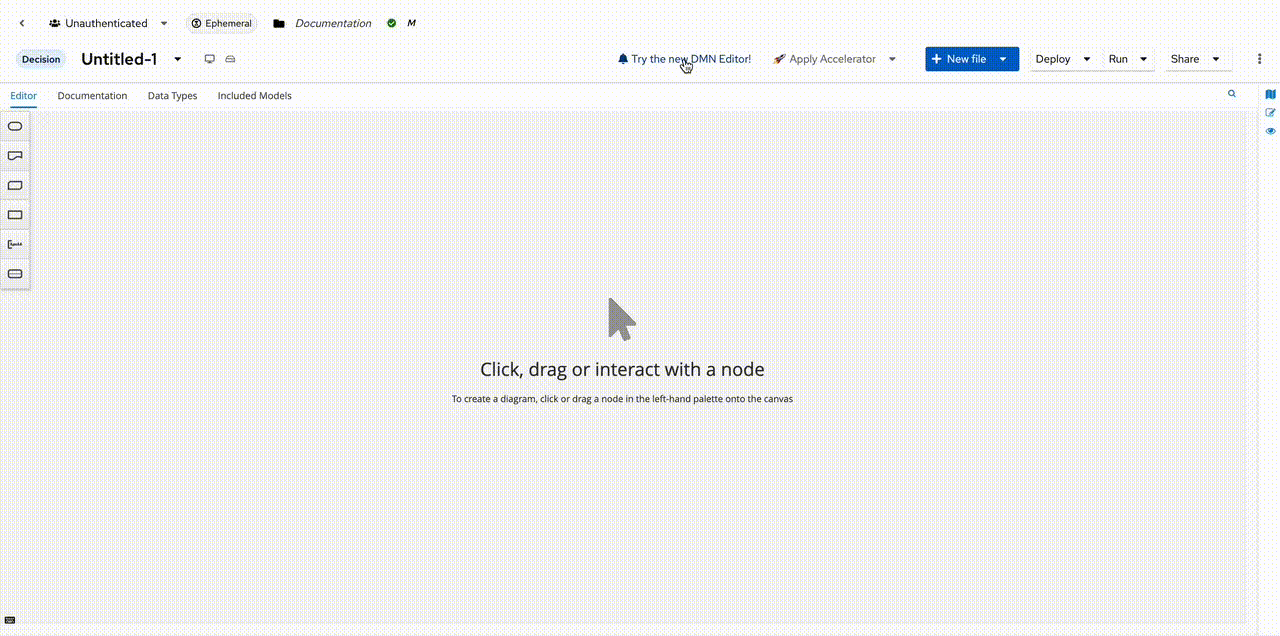 Unauthenticated Ephemeral Documentation M
Decision Untitled-1 Try the new DMN Editor! Apply Accelerator New file Deploy Run Share
Editor Documentation Data Types Included Models
Click, drag or interact with a node
To create a diagram, click or drag a node in the left-hand palette onto the canvas